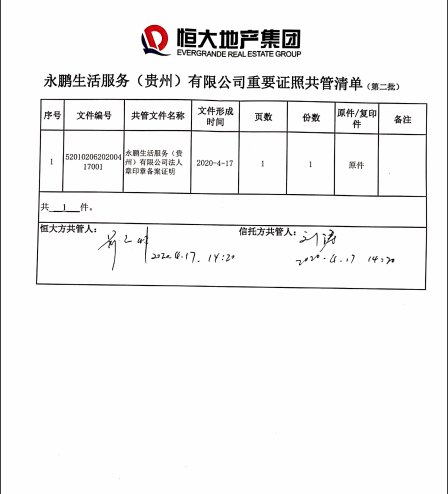 恒大地产集团
EVERGRANDE REAL ESTATE GROUP
永鹏生活服务（贵州）有限公司重要证照共管清单（第二批）
序号 文件编号 共管文件名称 文件形成时间 页数 份数 原件/复印件 备注
1 5201020620200417001 永鹏生活服务（贵州）有限公司法人章印章备案证明 2020-4-17 1 1 原件
共 1 件。
恒大方共管人： 信托方共管人：
2020.4.17. 14:20 2020.4.17 14:20